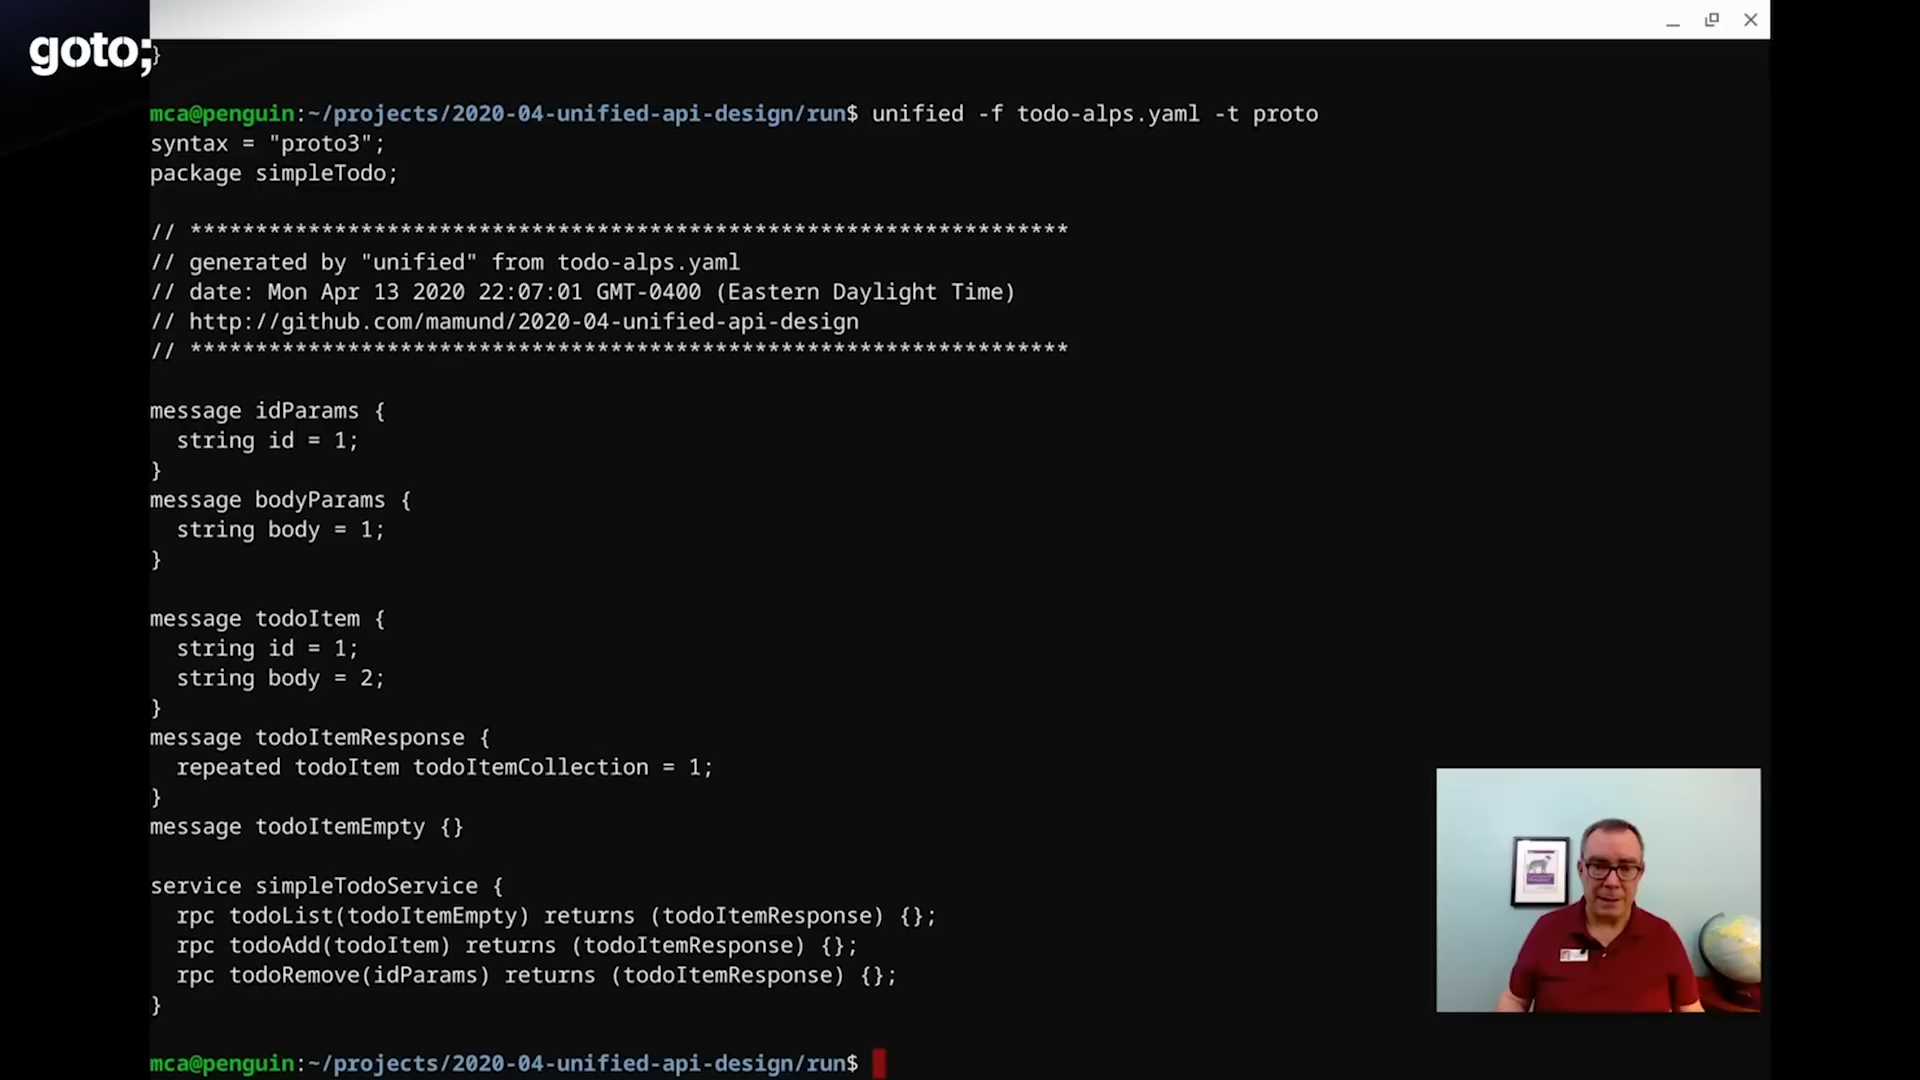 goto;
}
mca@penguin:~/projects/2020-04-unified-api-design/run$ unified -f todo-alps.yaml -t proto
syntax = "proto3";
package simpleTodo;
// *******************************************************************
// generated by "unified" from todo-alps.yaml
// date: Mon Apr 13 2020 22:07:01 GMT-0400 (Eastern Daylight Time)
// http://github.com/mamund/2020-04-unified-api-design
// *******************************************************************
message idParams {
  string id = 1;
}
message bodyParams {
  string body = 1;
}
message todoItem {
  string id = 1;
  string body = 2;
}
message todoItemResponse {
  repeated todoItem todoItemCollection = 1;
}
message todoItemEmpty {}
service simpleTodoService {
  rpc todoList(todoItemEmpty) returns (todoItemResponse) {};
  rpc todoAdd(todoItem) returns (todoItemResponse) {};
  rpc todoRemove(idParams) returns (todoItemResponse) {};
}
mca@penguin:~/projects/2020-04-unified-api-design/run$